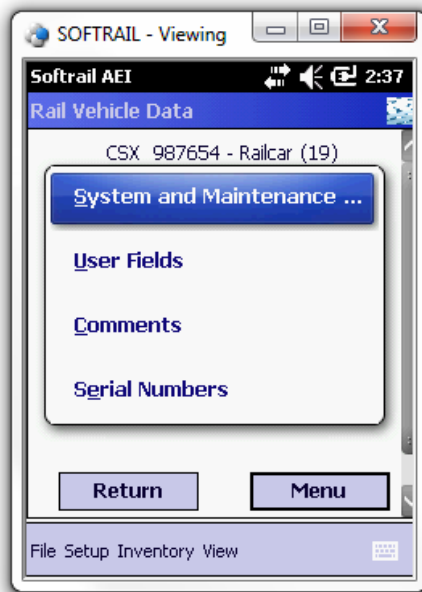 SOFTRAIL - Viewing
Softrail AEI 2:37
Rail Vehicle Data
CSX 987654 - Railcar (19)
System and Maintenance ...
User Fields
Comments
Serial Numbers
Return Menu
File Setup Inventory View